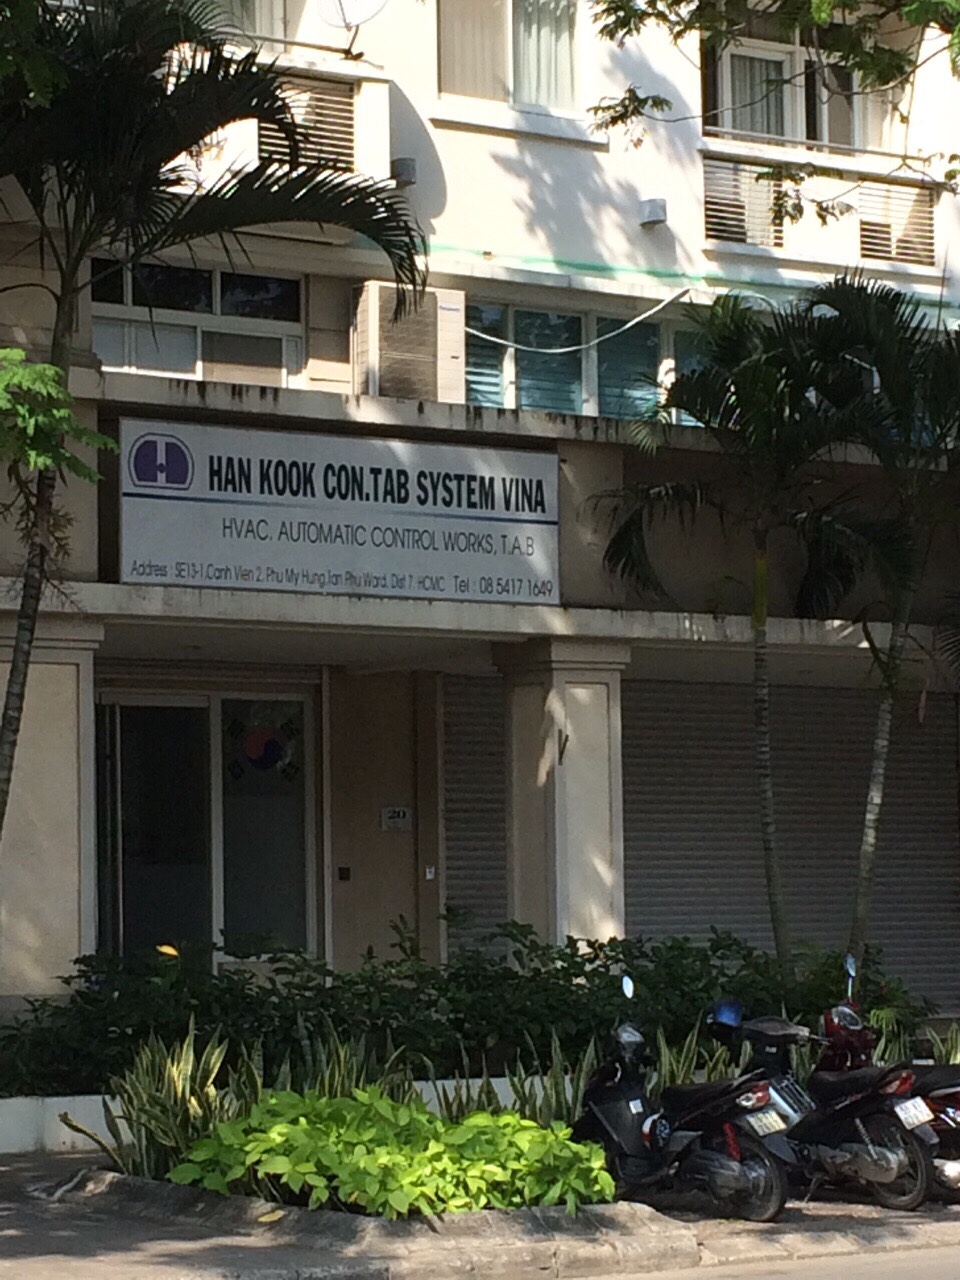 HAN KOOK CON.TAB SYSTEM VINA
HVAC, AUTOMATIC CONTROL WORKS, T.A.B
Address : SE13-1,Canh Vien 2, Phu My Hung,Tan Phu Ward, Dist 7, HCMC Tel : 08 5417 1649
20